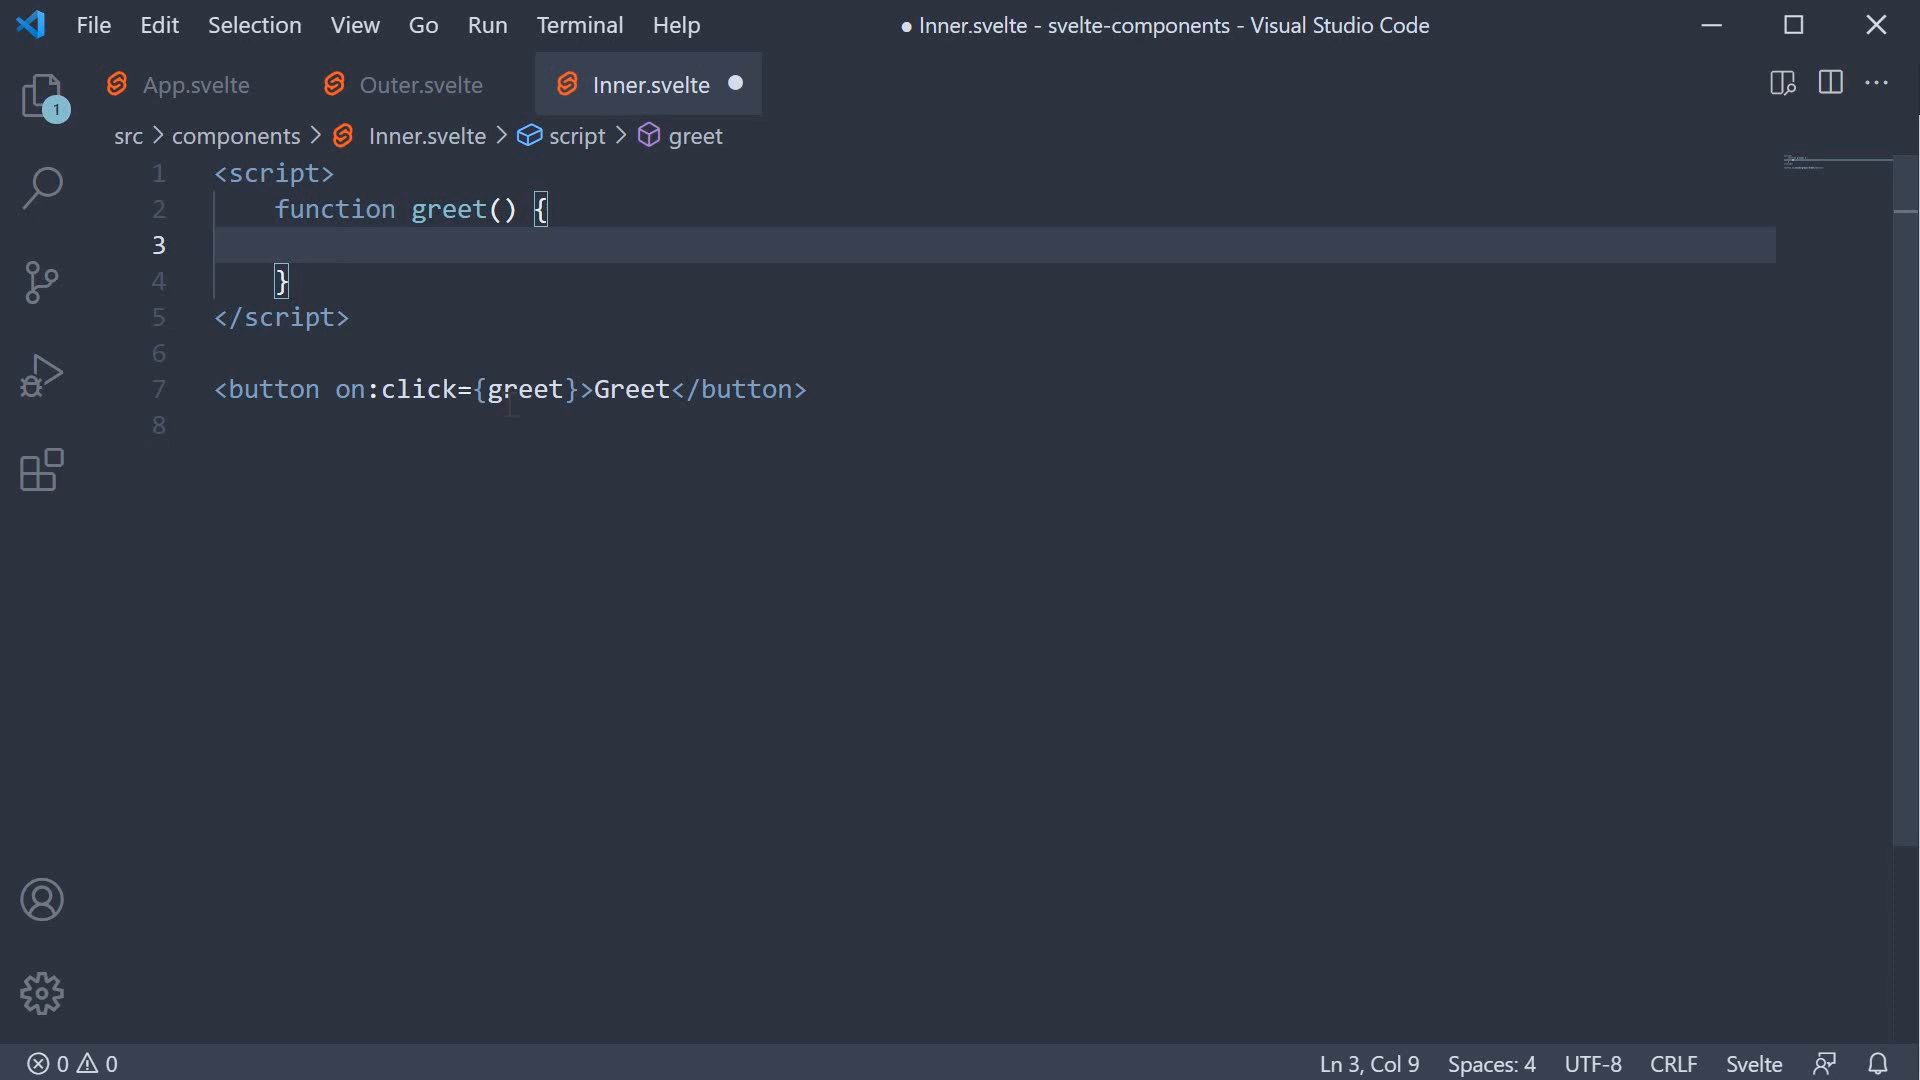 File Edit Selection View Go Run Terminal Help ● Inner.svelte - svelte-components - Visual Studio Code
App.svelte Outer.svelte Inner.svelte
1
src > components > Inner.svelte > script > greet
1 <script>
2 function greet() {
3
4 }
5 </script>
6
7 <button on:click={greet}>Greet</button>
8
0 0 Ln 3, Col 9 Spaces: 4 UTF-8 CRLF Svelte